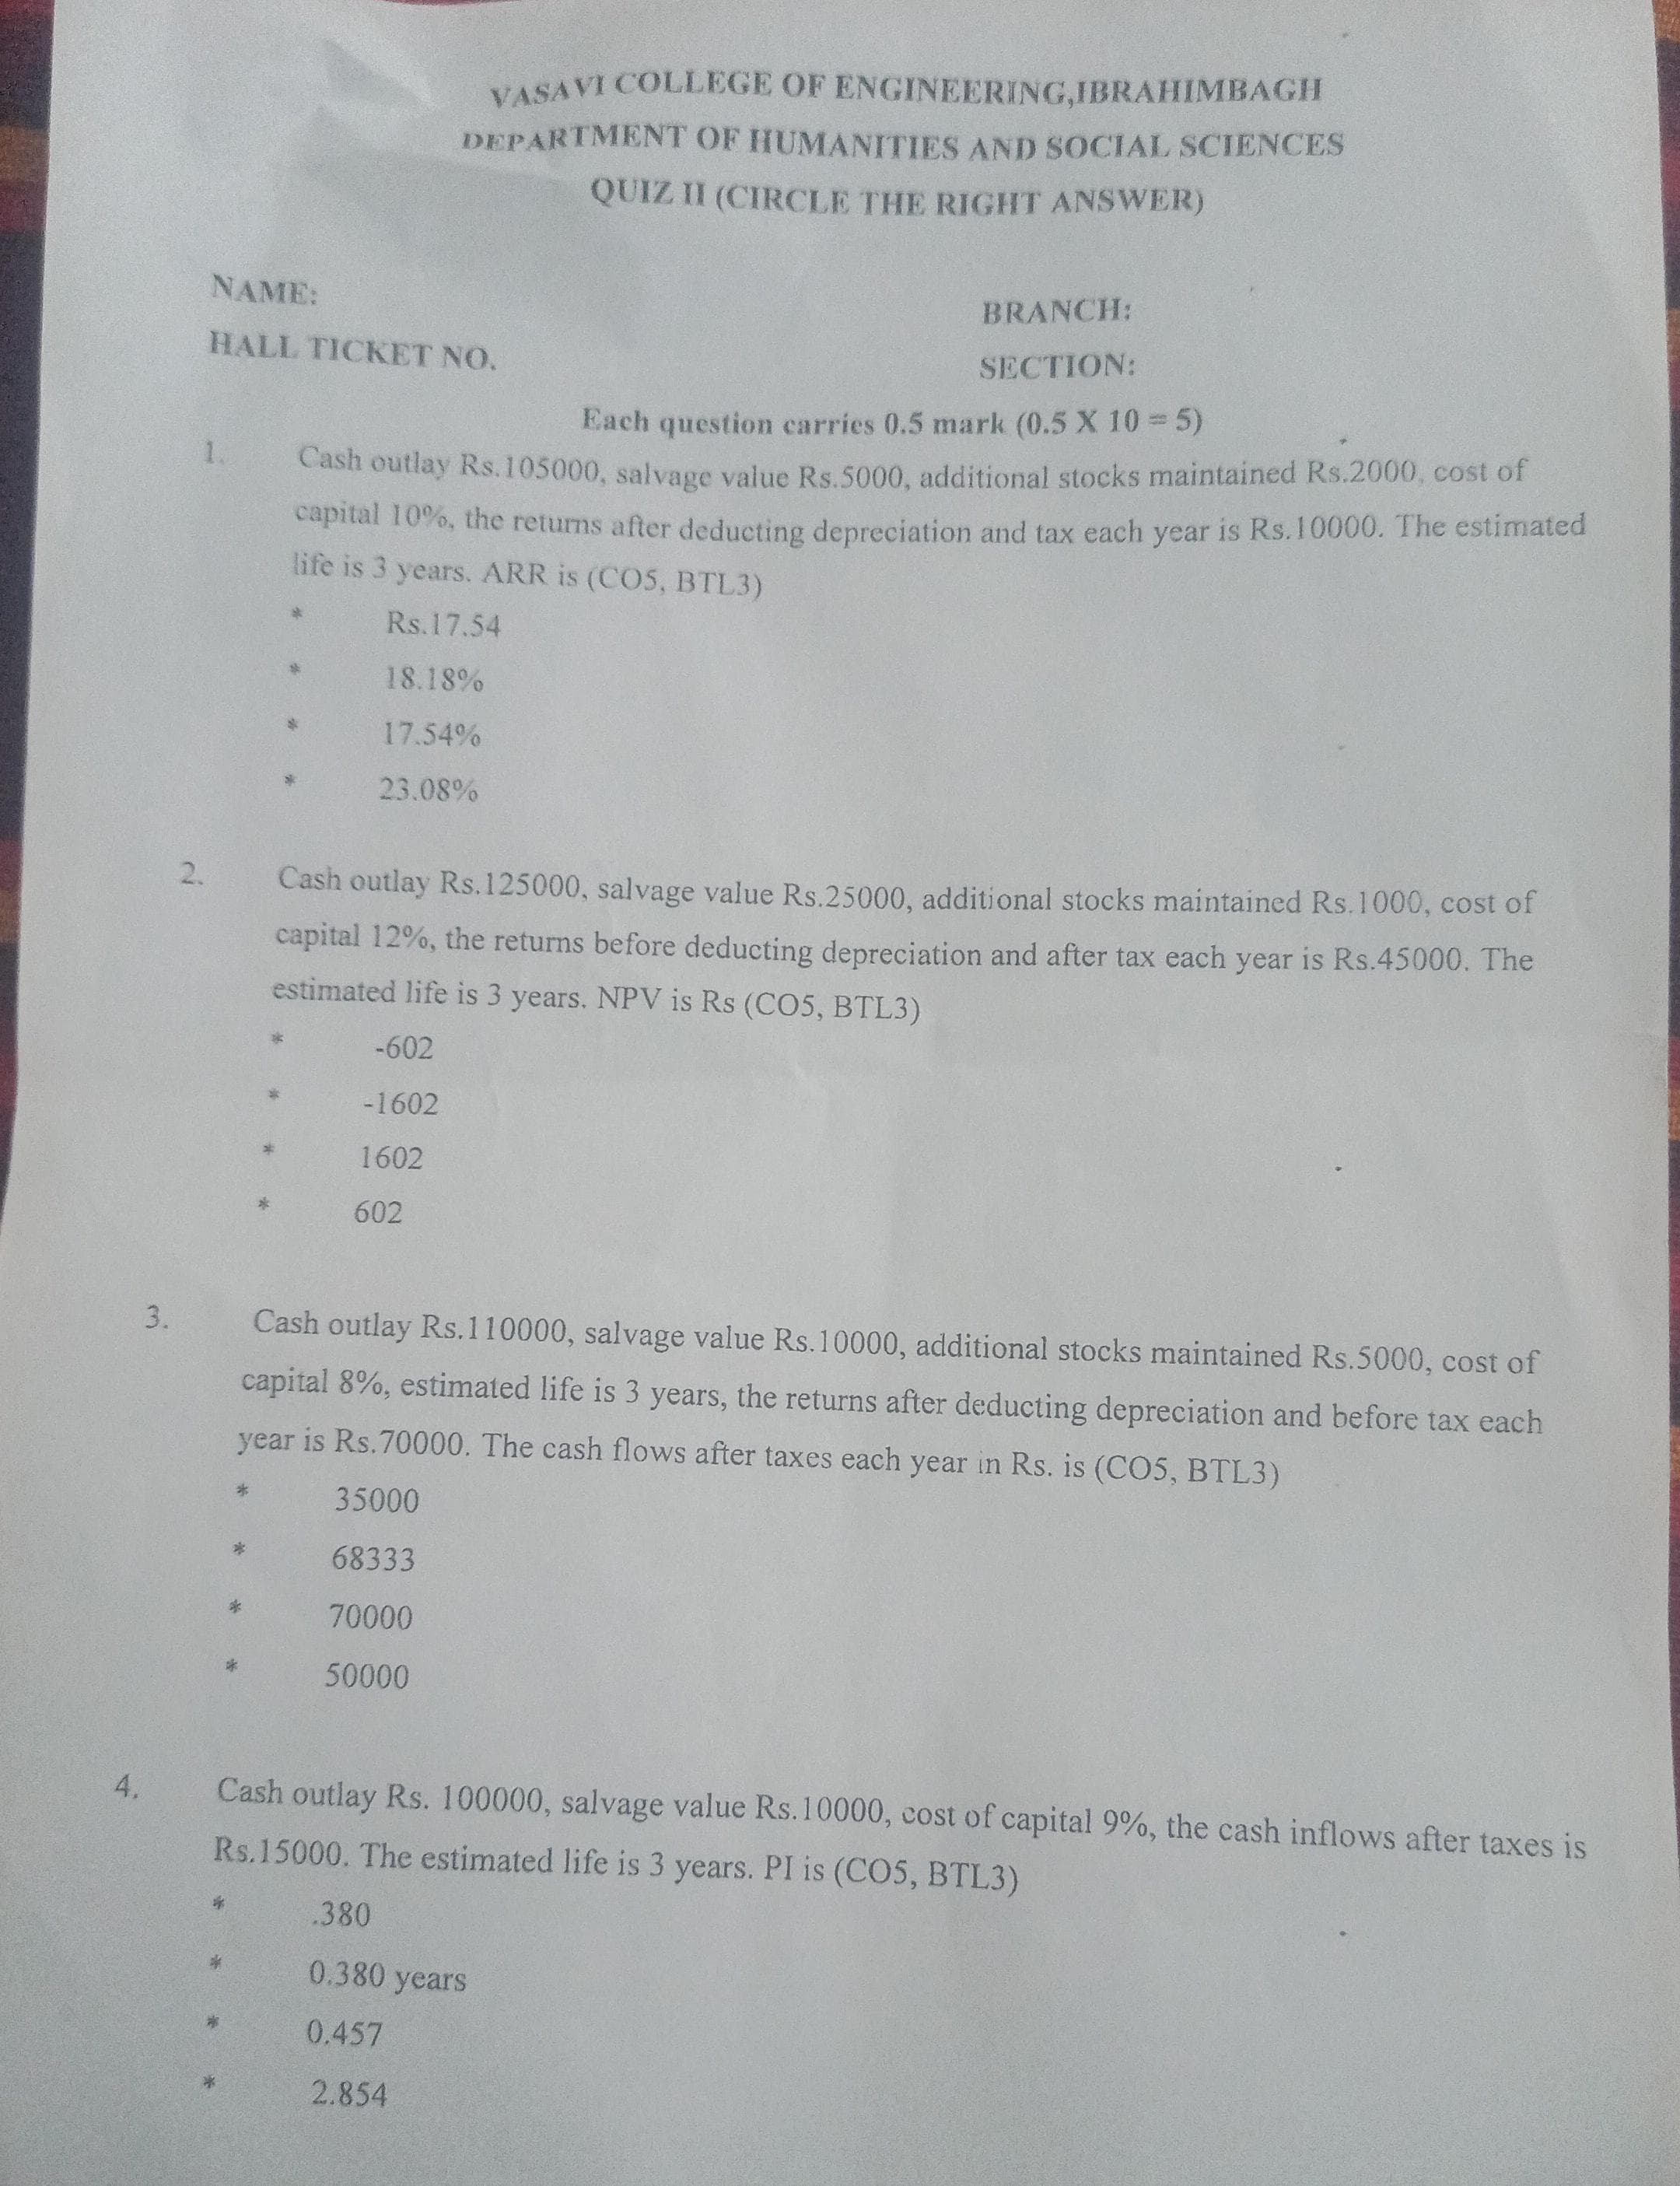 VASAVI COLLEGE OF ENGINEERING,IBRAHIMBAGH
DEPARTMENT OF HUMANITIES AND SOCIAL SCIENCES
QUIZ II (CIRCLE THE RIGHT ANSWER)
NAME:
BRANCH:
HALL TICKET NO.
SECTION:
Each question carries 0.5 mark (0.5 X 10 = 5)
1. Cash outlay Rs.105000, salvage value Rs.5000, additional stocks maintained Rs.2000, cost of
capital 10%, the returns after deducting depreciation and tax each year is Rs.10000. The estimated
life is 3 years. ARR is (CO5, BTL3)
* Rs.17.54
* 18.18%
* 17.54%
* 23.08%
2. Cash outlay Rs.125000, salvage value Rs.25000, additional stocks maintained Rs.1000, cost of
capital 12%, the returns before deducting depreciation and after tax each year is Rs.45000. The
estimated life is 3 years. NPV is Rs (CO5, BTL3)
* -602
* -1602
* 1602
* 602
3. Cash outlay Rs.110000, salvage value Rs.10000, additional stocks maintained Rs.5000, cost of
capital 8%, estimated life is 3 years, the returns after deducting depreciation and before tax each
year is Rs.70000. The cash flows after taxes each year in Rs. is (CO5, BTL3)
* 35000
* 68333
* 70000
* 50000
4. Cash outlay Rs. 100000, salvage value Rs.10000, cost of capital 9%, the cash inflows after taxes is
Rs.15000. The estimated life is 3 years. PI is (CO5, BTL3)
* .380
* 0.380 years
* 0.457
* 2.854